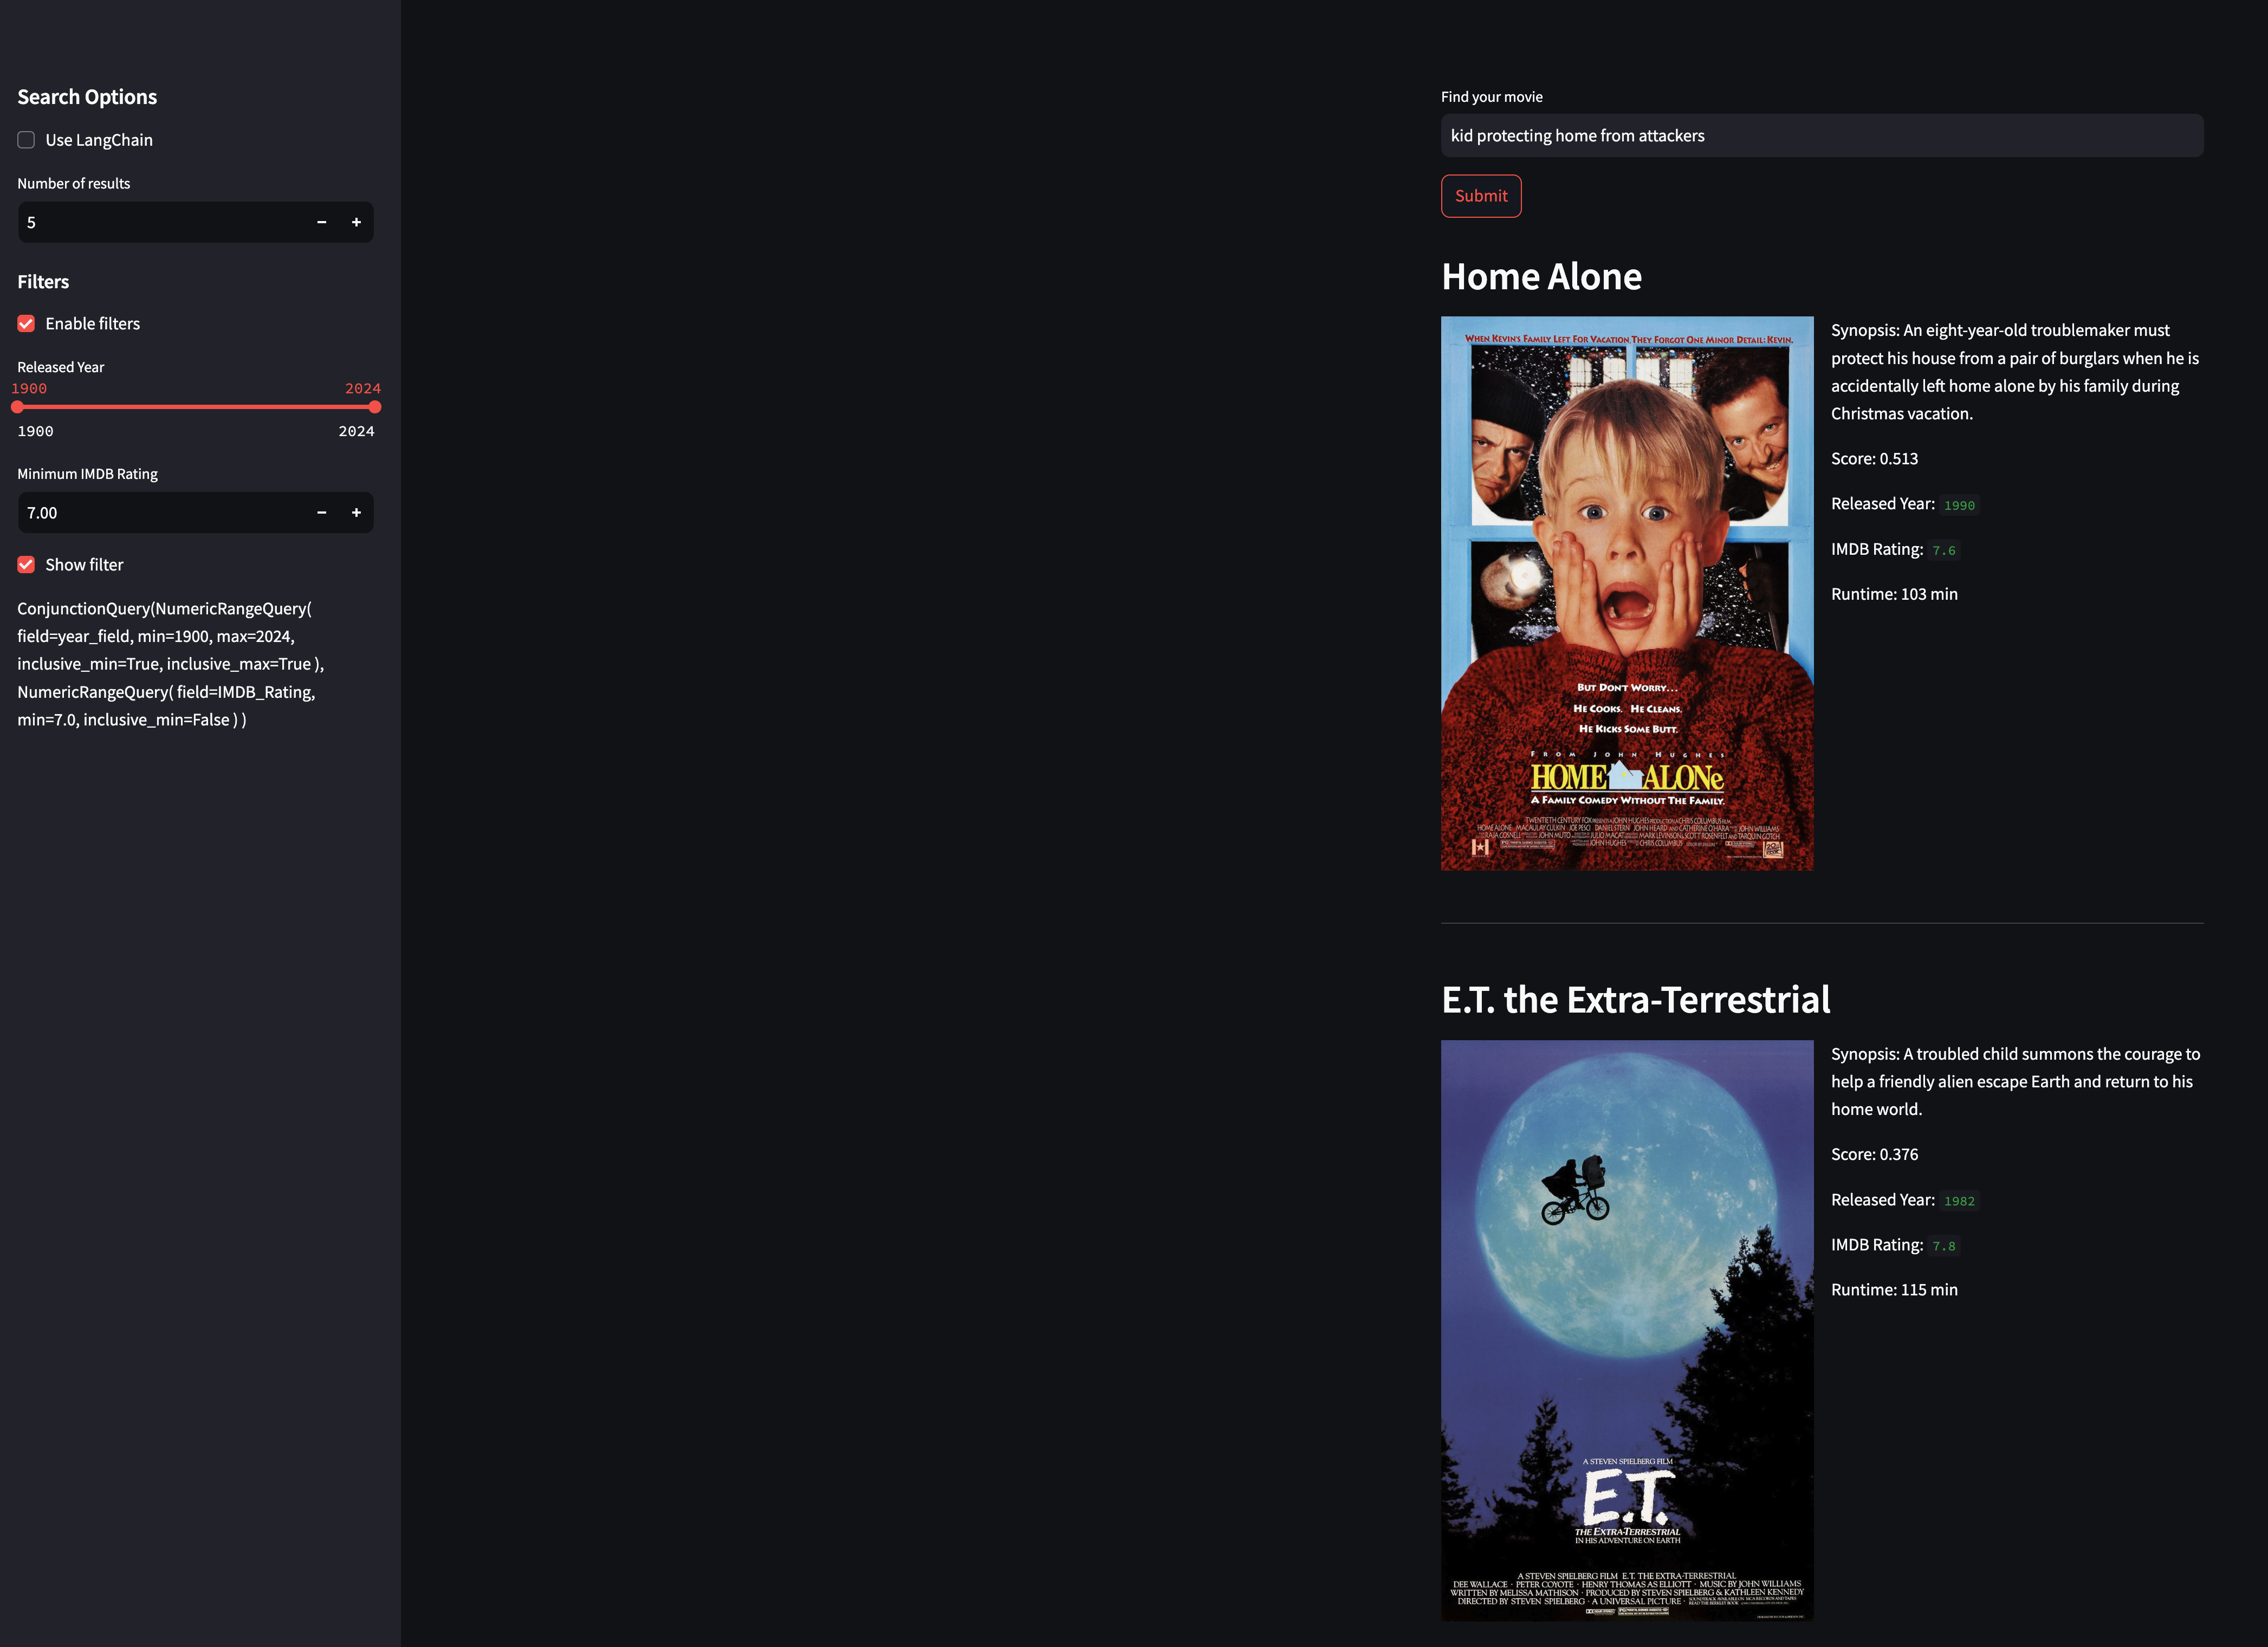 Search Options
Use LangChain
Number of results
5
Filters
Enable filters
Released Year
1900 2024
1900 2024
Minimum IMDB Rating
7.00
Show filter
ConjunctionQuery(NumericRangeQuery(
field=year_field, min=1900, max=2024,
inclusive_min=True, inclusive_max=True ),
NumericRangeQuery( field=IMDB_Rating,
min=7.0, inclusive_min=False ) )
Find your movie
kid protecting home from attackers
Submit
Home Alone
WHEN KEVIN'S FAMILY LEFT FOR VACATION, THEY FORGOT ONE MINOR DETAIL: KEVIN.
BUT DON'T WORRY...
HE COOKS. HE CLEANS.
HE KICKS SOME BUTT.
FROM JOHN HUGHES
HOME ALONe
A FAMILY COMEDY WITHOUT THE FAMILY.
Synopsis: An eight-year-old troublemaker must
protect his house from a pair of burglars when he is
accidentally left home alone by his family during
Christmas vacation.
Score: 0.513
Released Year: 1990
IMDB Rating: 7.6
Runtime: 103 min
E.T. the Extra-Terrestrial
A STEVEN SPIELBERG FILM
E.T.
THE EXTRA-TERRESTRIAL
IN HIS ADVENTURE ON EARTH
A STEVEN SPIELBERG FILM E.T. THE EXTRA-TERRESTRIAL
DEE WALLACE · PETER COYOTE · HENRY THOMAS AS ELLIOTT · MUSIC BY JOHN WILLIAMS
WRITTEN BY MELISSA MATHISON · PRODUCED BY STEVEN SPIELBERG & KATHLEEN KENNEDY
DIRECTED BY STEVEN SPIELBERG · A UNIVERSAL PICTURE
Synopsis: A troubled child summons the courage to
help a friendly alien escape Earth and return to his
home world.
Score: 0.376
Released Year: 1982
IMDB Rating: 7.8
Runtime: 115 min